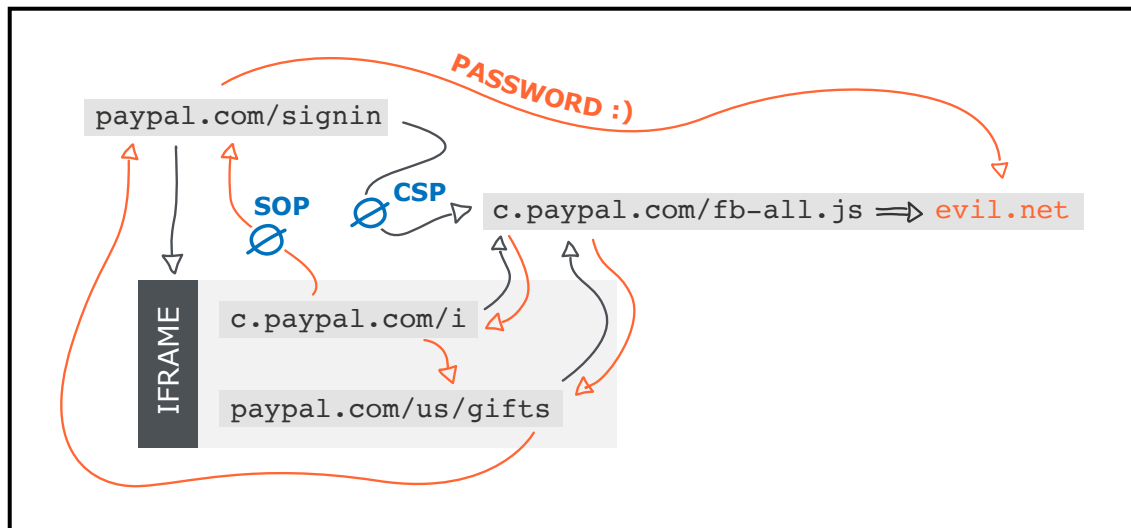 PASSWORD :)
paypal.com/signin
SOP
CSP
c.paypal.com/fb-all.js
evil.net
IFRAME
c.paypal.com/i
paypal.com/us/gifts